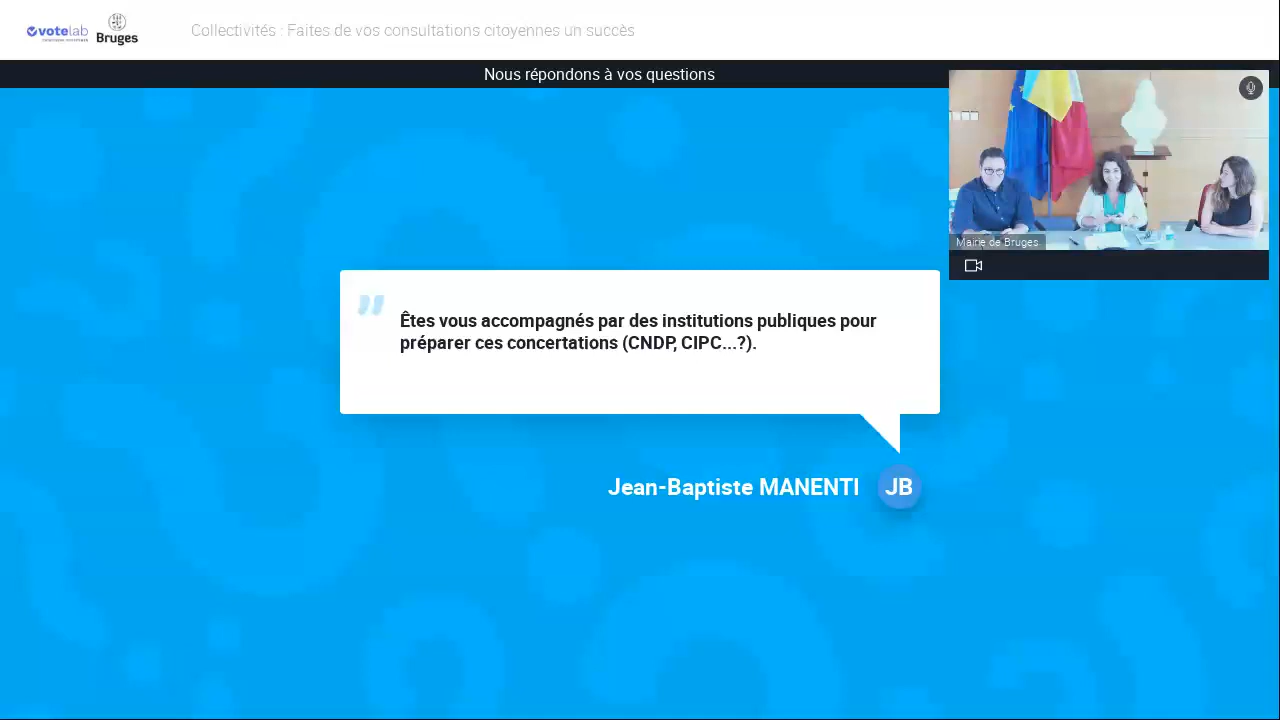 votelab
Bruges
Collectivités : Faites de vos consultations citoyennes un succès
Nous répondons à vos questions
Mairie de Bruges
Êtes vous accompagnés par des institutions publiques pour
préparer ces concertations (CNDP, CIPC...?).
Jean-Baptiste MANENTI
JB